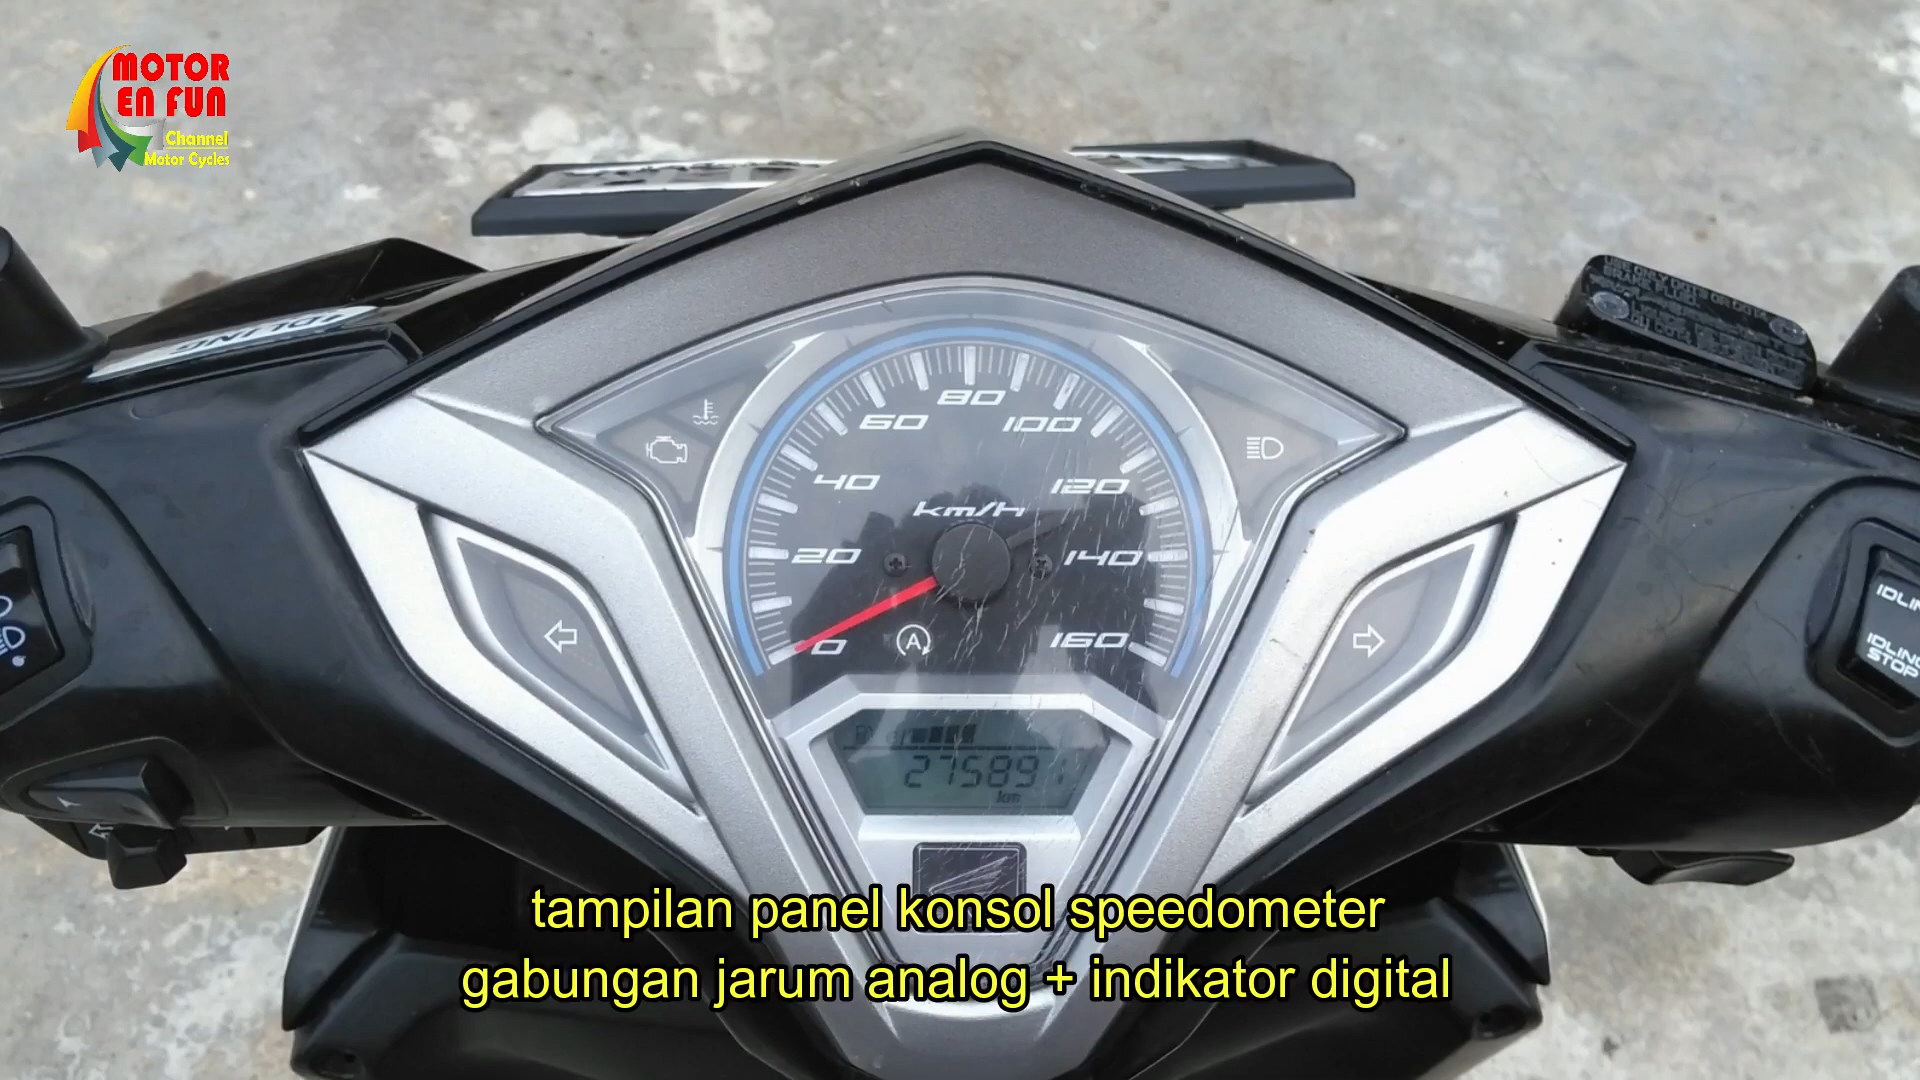 MOTOR
EN FUN
Channel
Motor Cycles
80
60
100
40
120
km/h
20
140
0
A
160
IDLING
STOP
275891
km
tampilan panel konsol speedometer
gabungan jarum analog + indikator digital